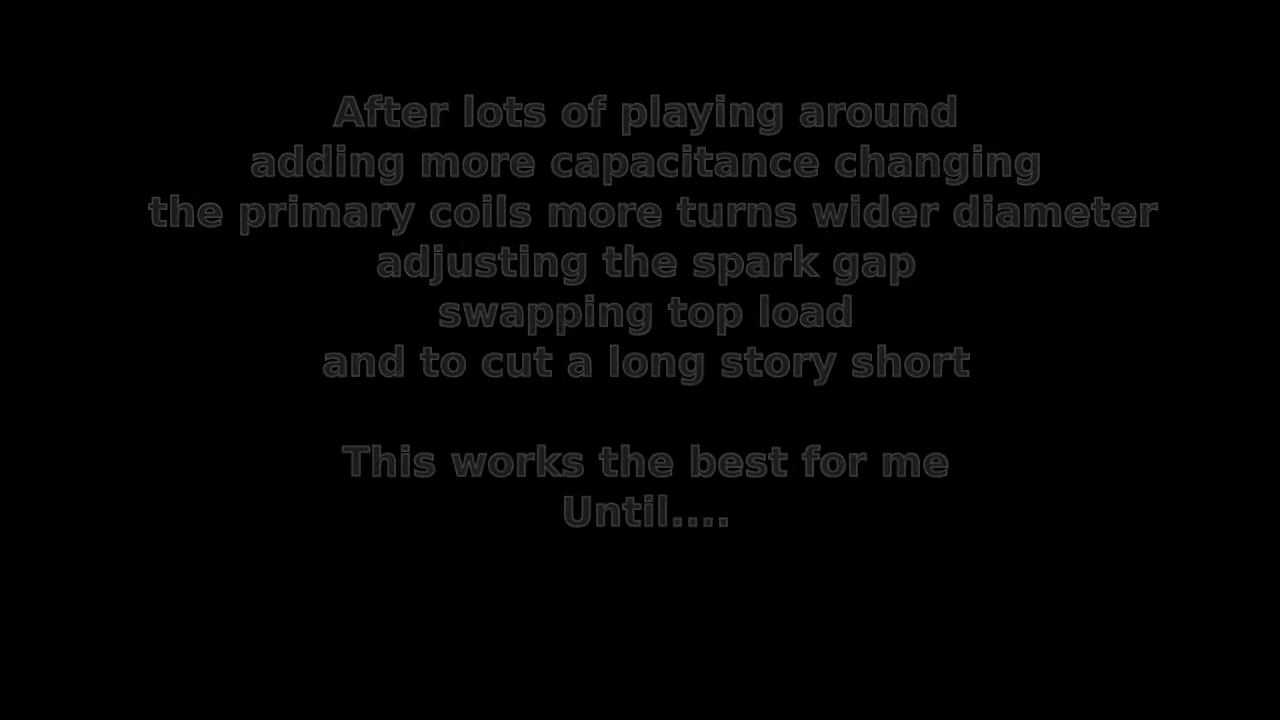 After lots of playing around
adding more capacitance changing
the primary coils more turns wider diameter
adjusting the spark gap
swapping top load
and to cut a long story short
This works the best for me
Until....